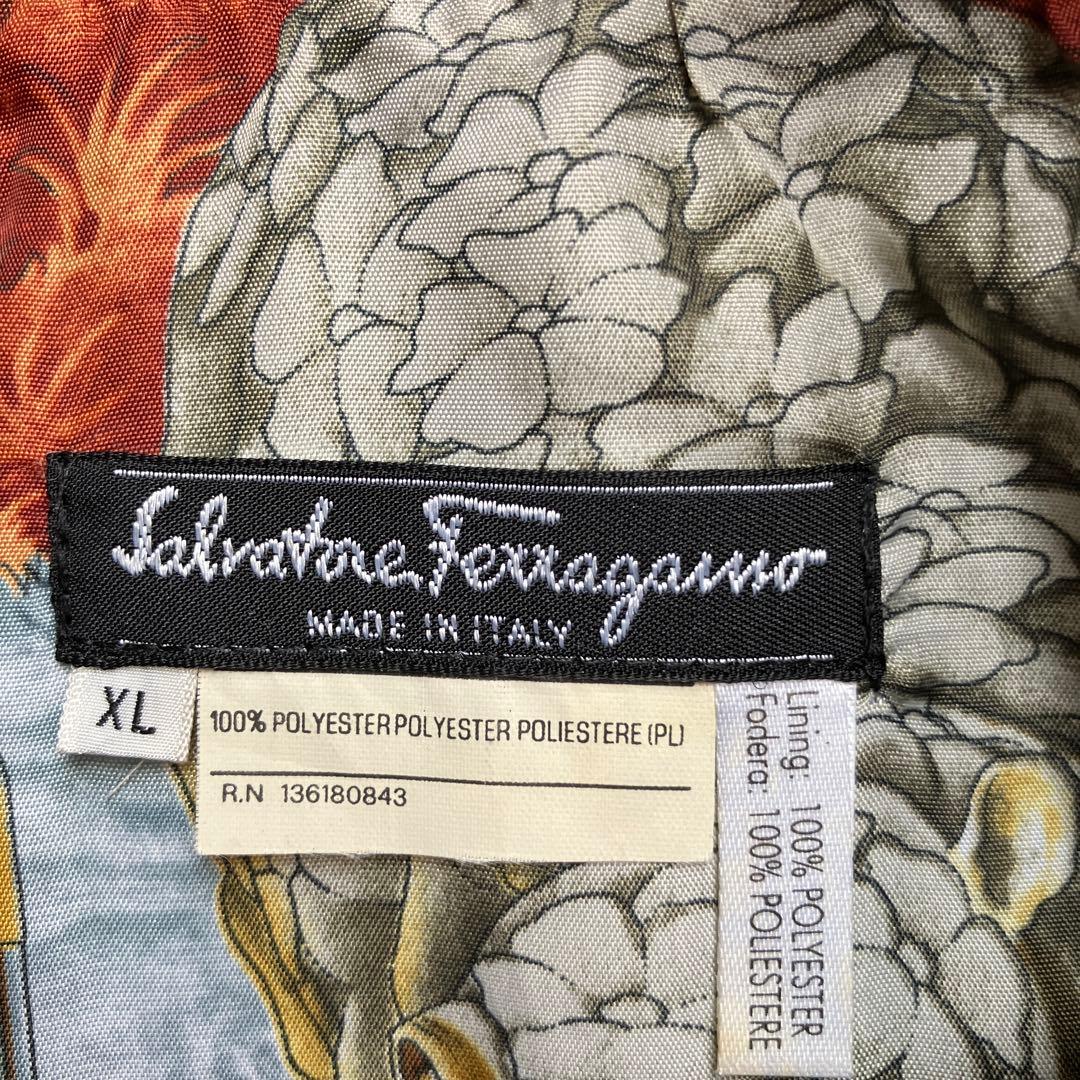 Salvatore Ferragamo
MADE IN ITALY
XL
100% POLYESTER POLYESTER POLIESTERE (PL)
R.N 136180843
Lining: 100% POLYESTER
Fodera: 100% POLIESTERE